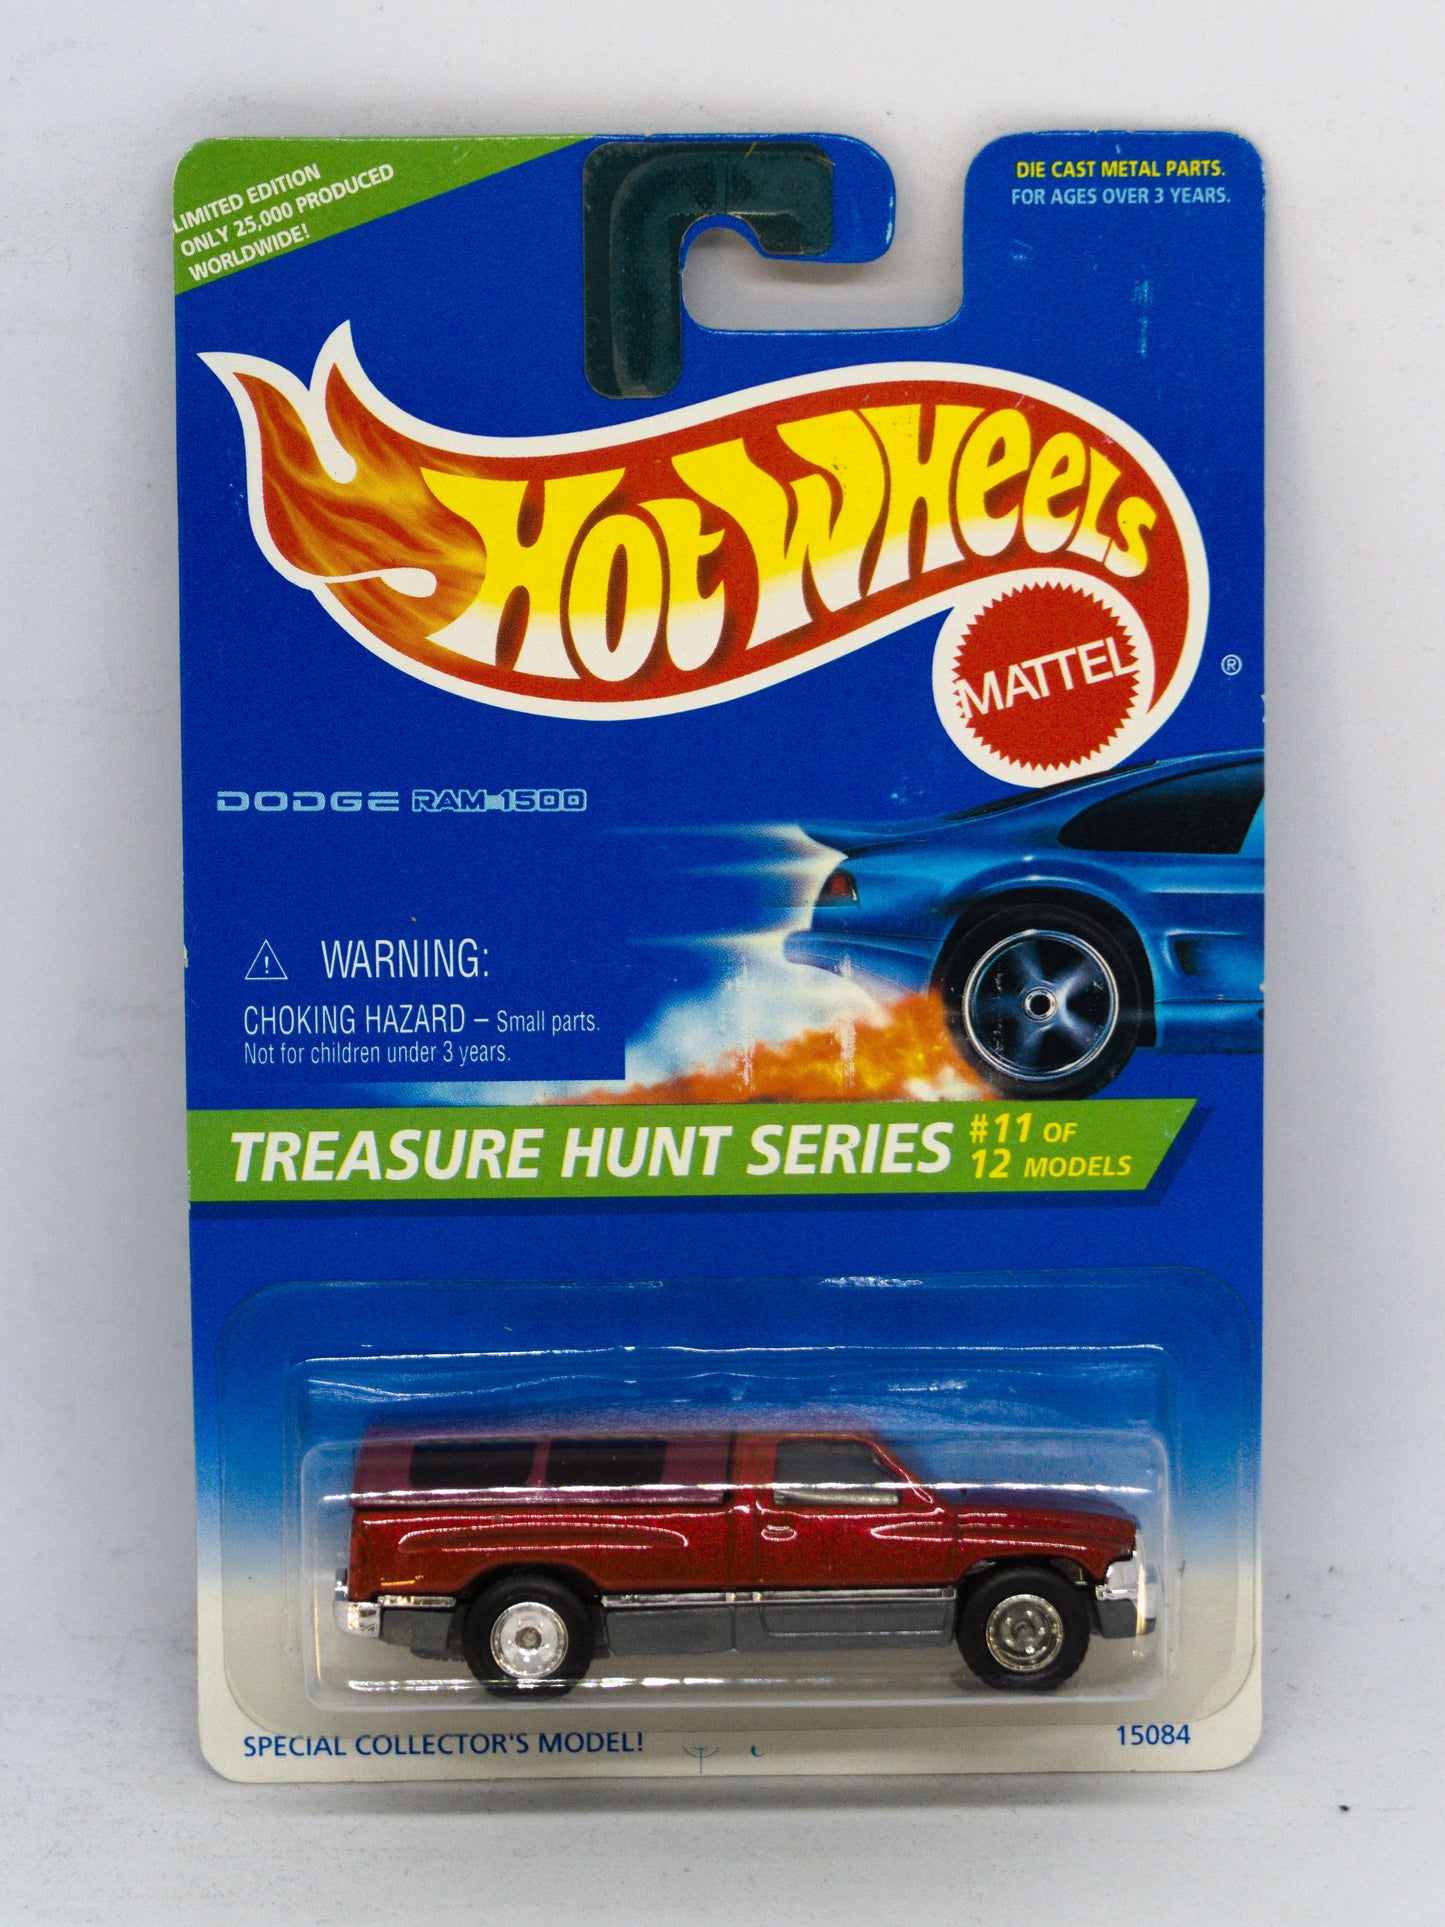 LIMITED EDITION
ONLY 25,000 PRODUCED
WORLDWIDE!
DIE CAST METAL PARTS.
FOR AGES OVER 3 YEARS.
HOT WHEELS
MATTEL
®
DODGE RAM 1500
WARNING:
CHOKING HAZARD – Small parts.
Not for children under 3 years.
TREASURE HUNT SERIES
#11 OF
12 MODELS
SPECIAL COLLECTOR'S MODEL!
15084